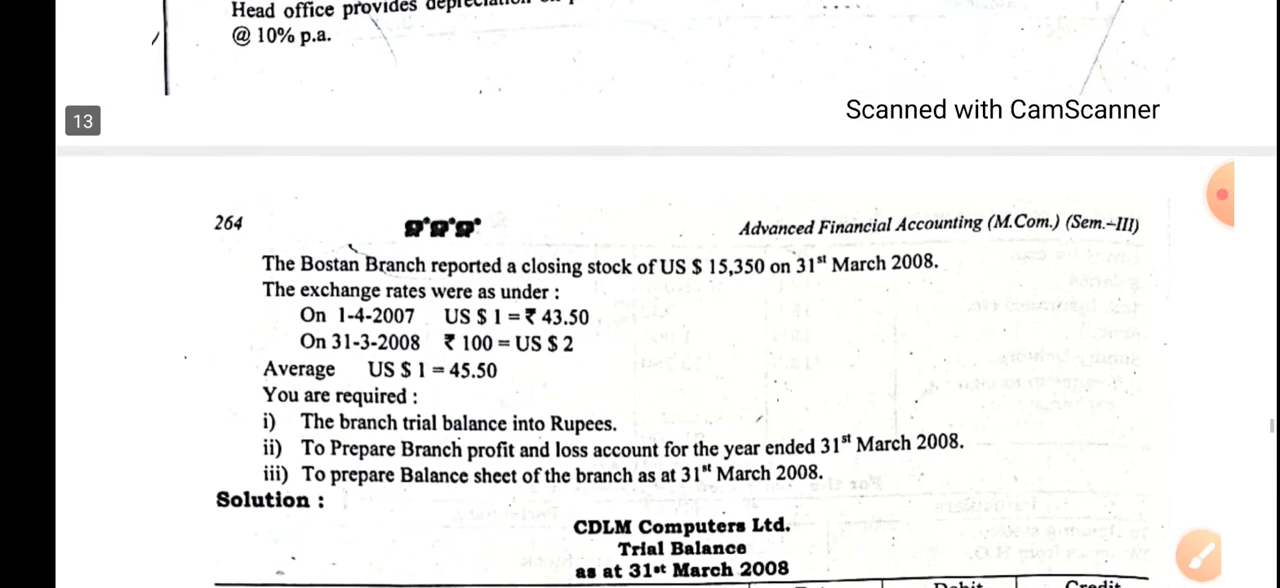 Head office provides depreciation
@ 10% p.a.
Scanned with CamScanner
13
264
Advanced Financial Accounting (M.Com.) (Sem.-III)
The Bostan Branch reported a closing stock of US $ 15,350 on 31st March 2008.
The exchange rates were as under :
On 1-4-2007 US $ 1 = ₹ 43.50
On 31-3-2008 ₹ 100 = US $ 2
Average US $ 1 = 45.50
You are required :
i) The branch trial balance into Rupees.
ii) To Prepare Branch profit and loss account for the year ended 31st March 2008.
iii) To prepare Balance sheet of the branch as at 31st March 2008.
Solution :
CDLM Computers Ltd.
Trial Balance
as at 31st March 2008
Debit Credit